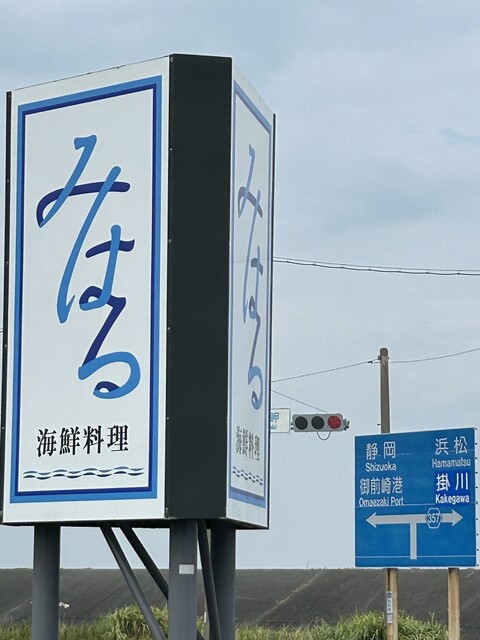 みはる
海鮮料理
みはる
海鮮料理
岬
静岡
Shizuoka
御前崎港
Omaezaki Port
浜松
Hamamatsu
掛川
Kakegawa
357